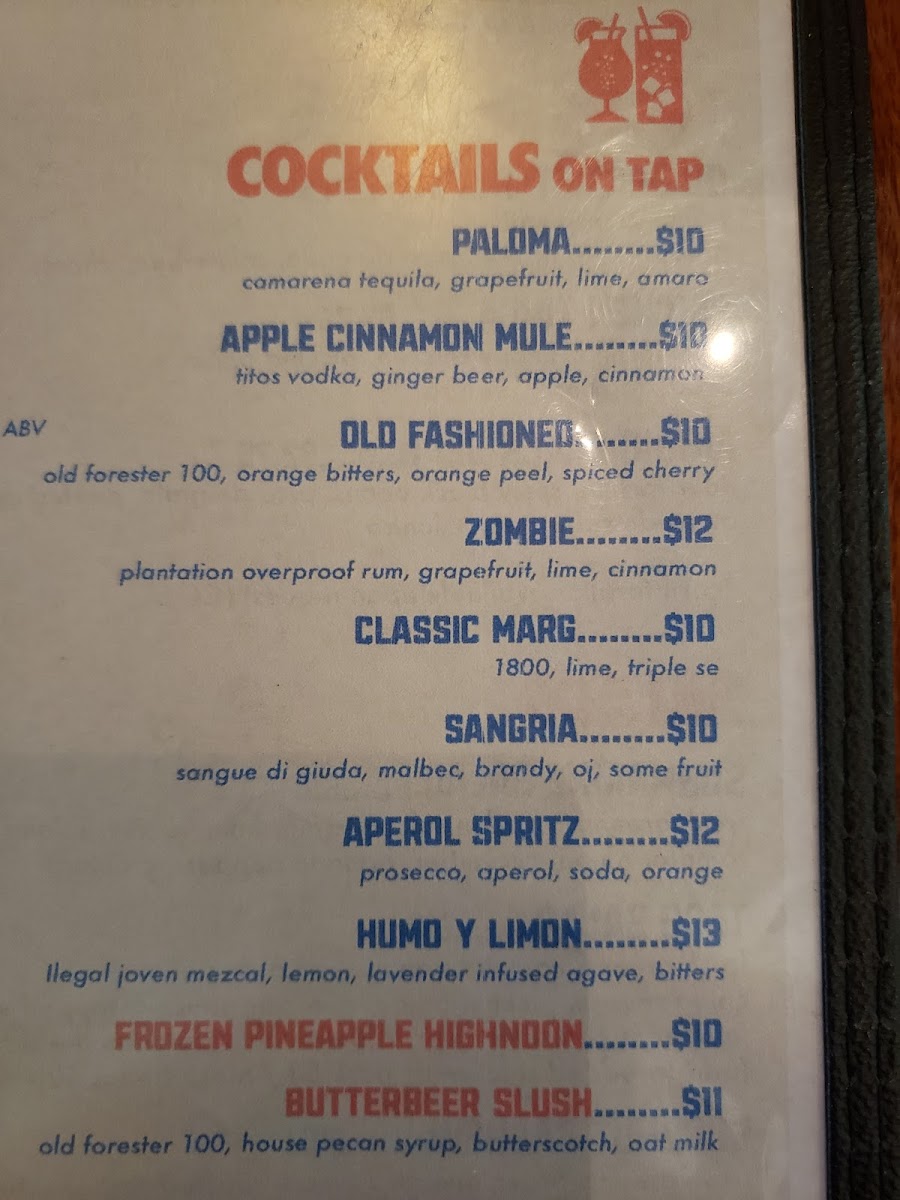 COCKTAILS ON TAP
PALOMA........$10
camarena tequila, grapefruit, lime, amaro
APPLE CINNAMON MULE........$10
titos vodka, ginger beer, apple, cinnamon
ABV
OLD FASHIONED........$10
old forester 100, orange bitters, orange peel, spiced cherry
ZOMBIE........$12
plantation overproof rum, grapefruit, lime, cinnamon
CLASSIC MARG........$10
1800, lime, triple se
SANGRIA........$10
sangue di giuda, malbec, brandy, oj, some fruit
APEROL SPRITZ........$12
prosecco, aperol, soda, orange
HUMO Y LIMON........$13
Ilegal joven mezcal, lemon, lavender infused agave, bitters
FROZEN PINEAPPLE HIGHNOON........$10
BUTTERBEER SLUSH........$11
old forester 100, house pecan syrup, butterscotch, oat milk